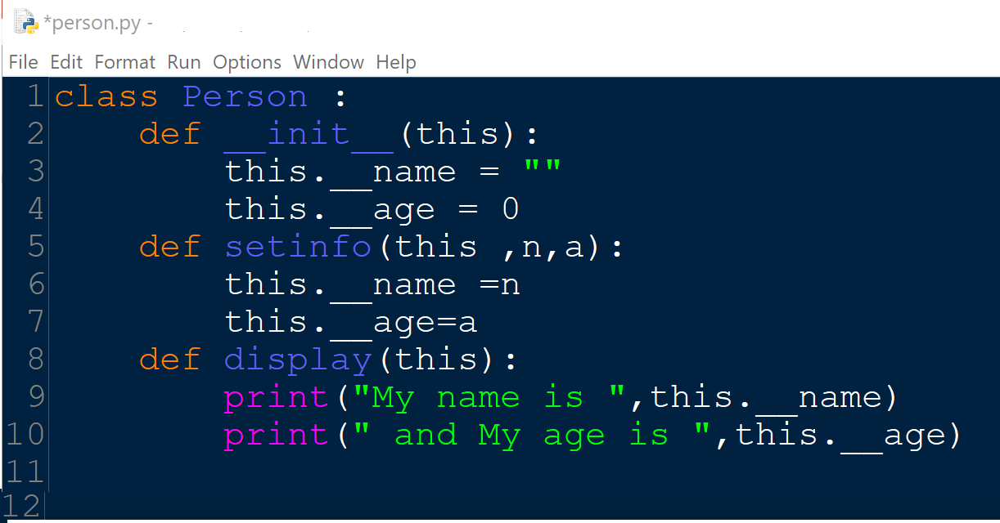 *person.py -
File Edit Format Run Options Window Help
1 class Person :
2     def __init__(this):
3         this.__name = ""
4         this.__age = 0
5     def setinfo(this ,n,a):
6         this.__name =n
7         this.__age=a
8     def display(this):
9         print("My name is ",this.__name)
10         print(" and My age is ",this.__age)
11
12